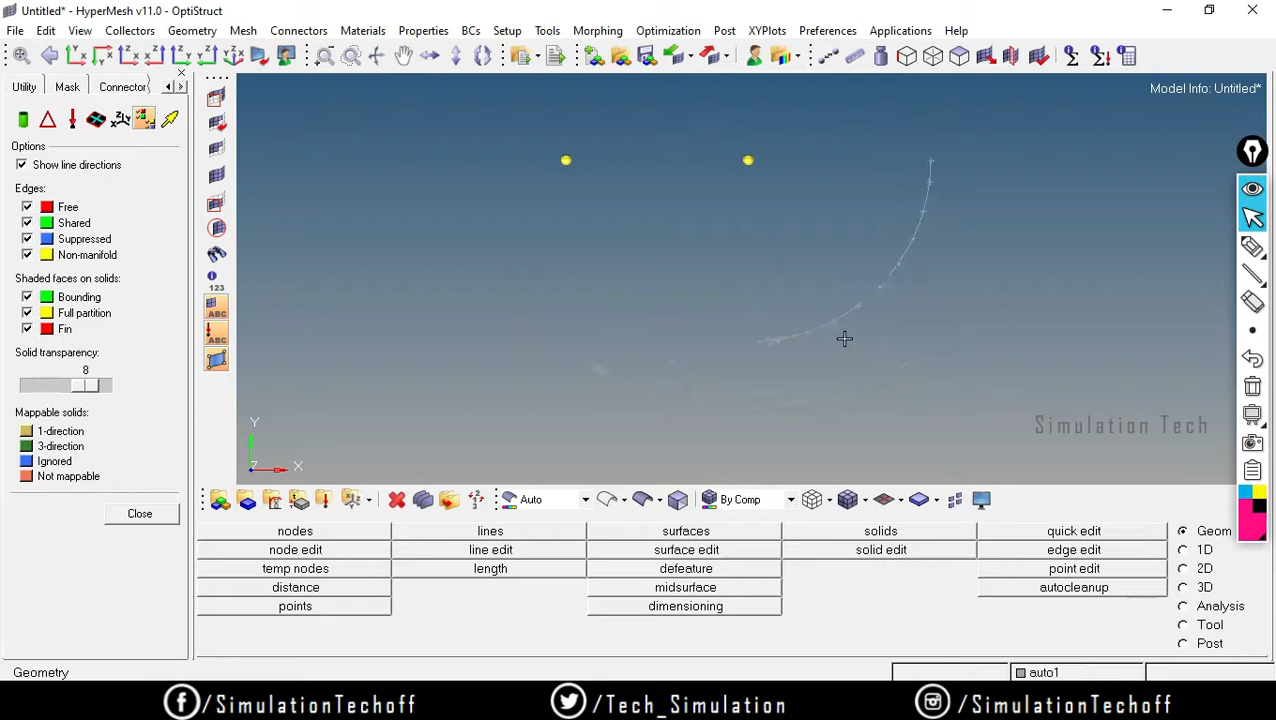 Untitled* - HyperMesh v11.0 - OptiStruct
File Edit View Collectors Geometry Mesh Connectors Materials Properties BCs Setup Tools Morphing Optimization Post XYPlots Preferences Applications Help
Utility Mask Connector
Model Info: Untitled*
Options
Show line directions
Edges:
Free
Shared
Suppressed
Non-manifold
Shaded faces on solids:
Bounding
Full partition
Fin
Solid transparency:
8
Mappable solids:
1-direction
3-direction
Ignored
Not mappable
Close
123
ABC
ABC
Y
Z X
Simulation Tech
Auto By Comp
nodes lines surfaces solids quick edit Geom
node edit line edit surface edit solid edit edge edit 1D
temp nodes length defeature point edit 2D
distance midsurface autocleanup 3D
points dimensioning Analysis
Tool
Post
Geometry auto1
/SimulationTechoff /Tech_Simulation /SimulationTechoff